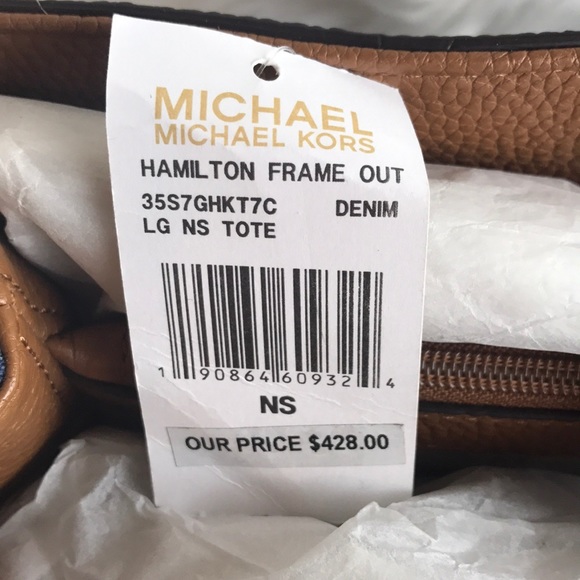 MICHAEL
MICHAEL KORS
HAMILTON FRAME OUT
35S7GHKT7C DENIM
LG NS TOTE
1 90864 60932 4
NS
OUR PRICE $428.00